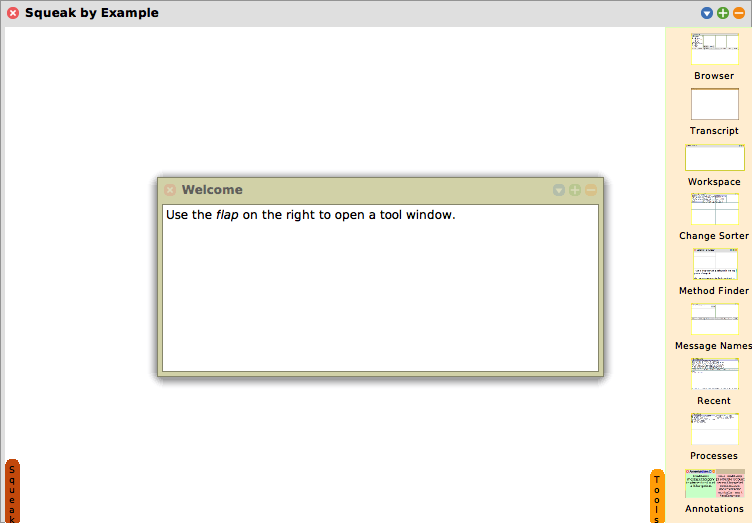 Squeak by Example
Browser
Transcript
Workspace
Change Sorter
Method Finder
Message Names
Recent
Processes
Annotations
Welcome
Use the flap on the right to open a tool window.
Squeak
Tools